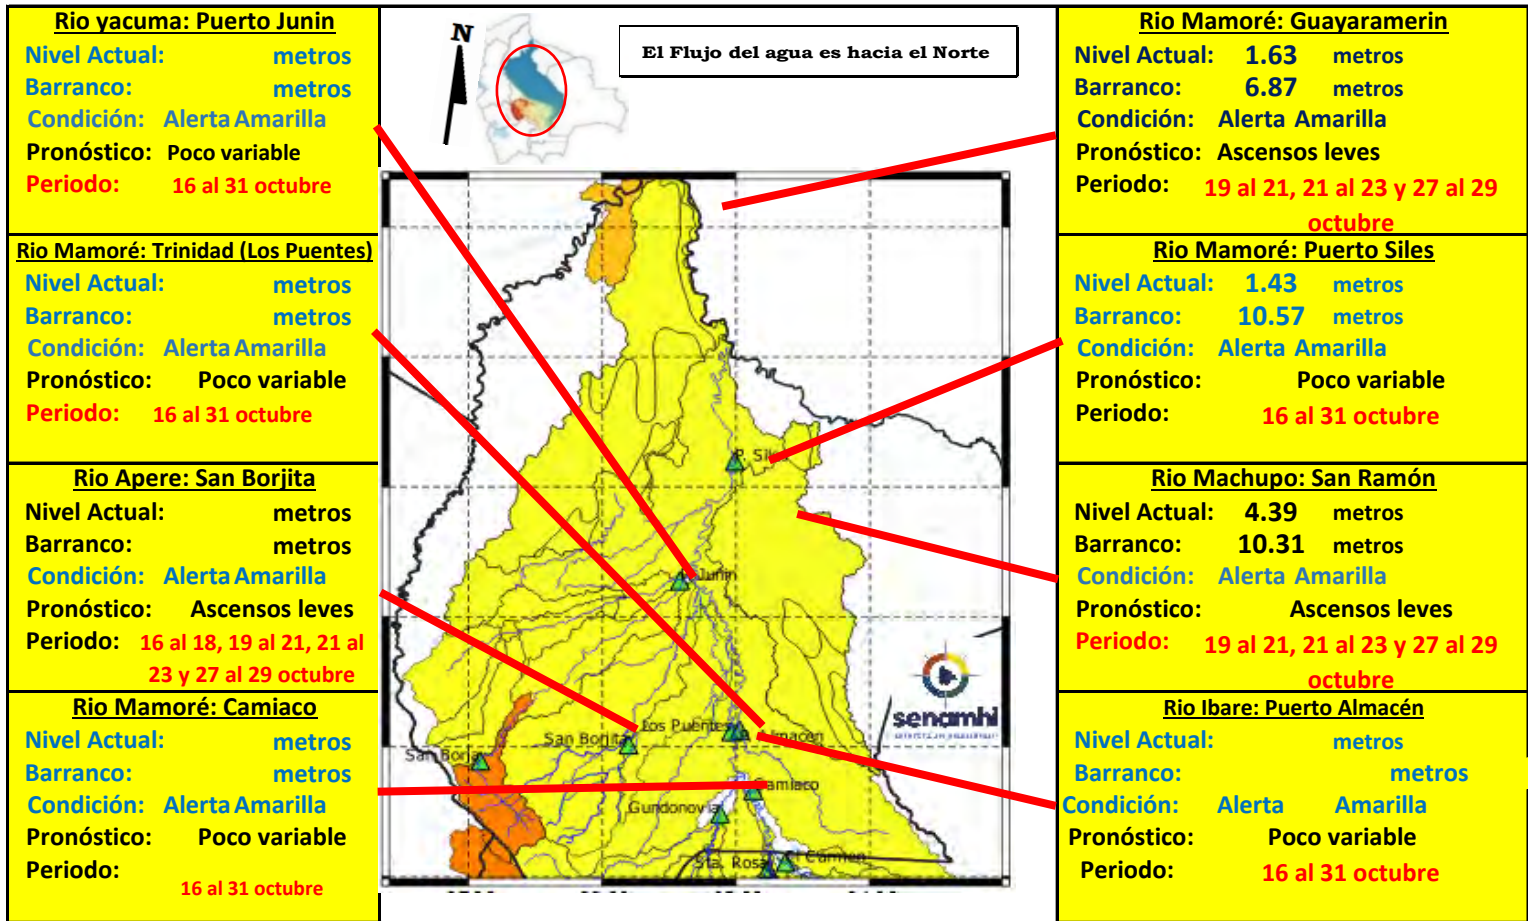 Rio yacuma: Puerto Junin
Nivel Actual: metros
Barranco: metros
Condición: Alerta Amarilla
Pronóstico: Poco variable
Periodo: 16 al 31 octubre
Rio Mamoré: Trinidad (Los Puentes)
Nivel Actual: metros
Barranco: metros
Condición: Alerta Amarilla
Pronóstico: Poco variable
Periodo: 16 al 31 octubre
Rio Apere: San Borjita
Nivel Actual: metros
Barranco: metros
Condición: Alerta Amarilla
Pronóstico: Ascensos leves
Periodo: 16 al 18, 19 al 21, 21 al
23 y 27 al 29 octubre
Rio Mamoré: Camiaco
Nivel Actual: metros
Barranco: metros
Condición: Alerta Amarilla
Pronóstico: Poco variable
Periodo:
16 al 31 octubre
N
El Flujo del agua es hacia el Norte
P. Siles
Junin
Los Puentes
San Borjita
Almacen
San Borja
Camiaco
Gundonovia
Sta. Rosa
El Carmen
senamhi
Rio Mamoré: Guayaramerin
Nivel Actual: 1.63 metros
Barranco: 6.87 metros
Condición: Alerta Amarilla
Pronóstico: Ascensos leves
Periodo: 19 al 21, 21 al 23 y 27 al 29
octubre
Rio Mamoré: Puerto Siles
Nivel Actual: 1.43 metros
Barranco: 10.57 metros
Condición: Alerta Amarilla
Pronóstico: Poco variable
Periodo: 16 al 31 octubre
Rio Machupo: San Ramón
Nivel Actual: 4.39 metros
Barranco: 10.31 metros
Condición: Alerta Amarilla
Pronóstico: Ascensos leves
Periodo: 19 al 21, 21 al 23 y 27 al 29
octubre
Rio Ibare: Puerto Almacén
Nivel Actual: metros
Barranco: metros
Condición: Alerta Amarilla
Pronóstico: Poco variable
Periodo: 16 al 31 octubre